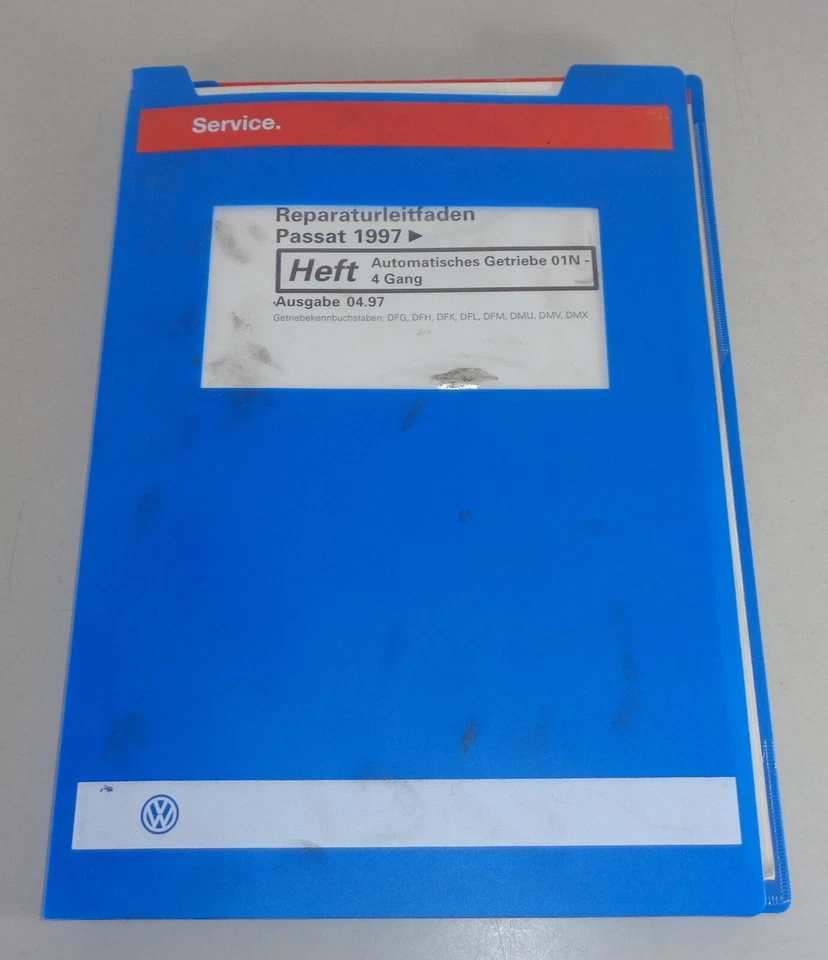 Service.
Reparaturleitfaden
Passat 1997 ►
Heft Automatisches Getriebe 01N -
4 Gang
Ausgabe 04.97
Getriebekennbuchstaben: DFG, DFH, DFK, DFL, DFM, DMU, DMV, DMX
VW